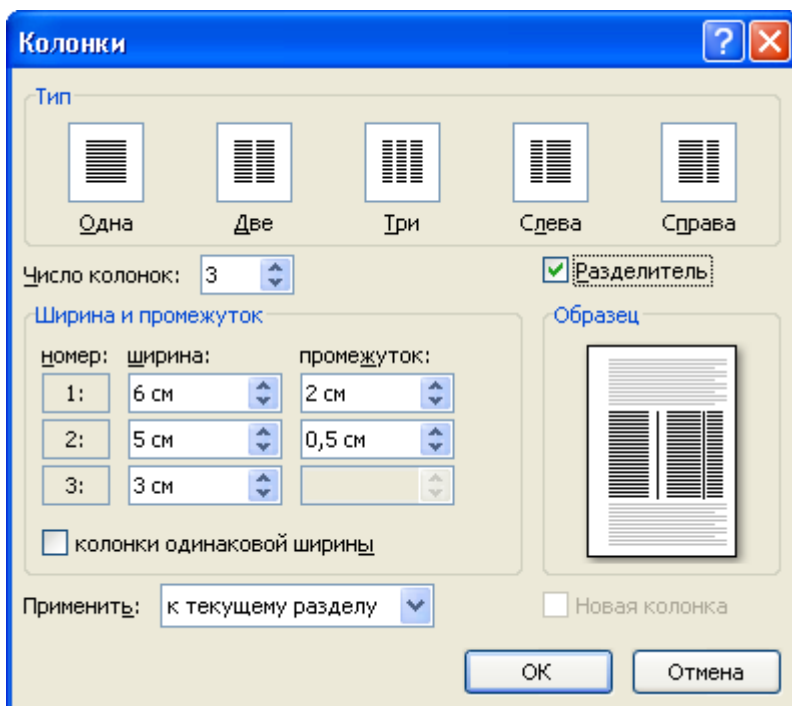 Колонки
Тип
Одна Две Три Слева Справа
Число колонок: 3 Разделитель
Ширина и промежуток Образец
номер: ширина: промежуток:
1: 6 см 2 см
2: 5 см 0,5 см
3: 3 см
колонки одинаковой ширины
Применить: к текущему разделу Новая колонка
ОК Отмена